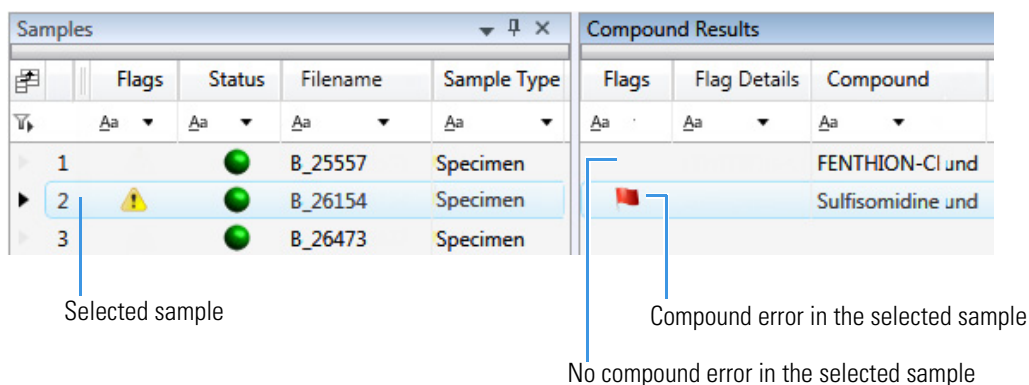 Samples
Compound Results
Flags Status Filename Sample Type Flags Flag Details Compound
Aa Aa Aa Aa Aa Aa Aa
1 B_25557 Specimen FENTHION-Cl und
2 B_26154 Specimen Sulfisomidine und
3 B_26473 Specimen
Selected sample
Compound error in the selected sample
No compound error in the selected sample